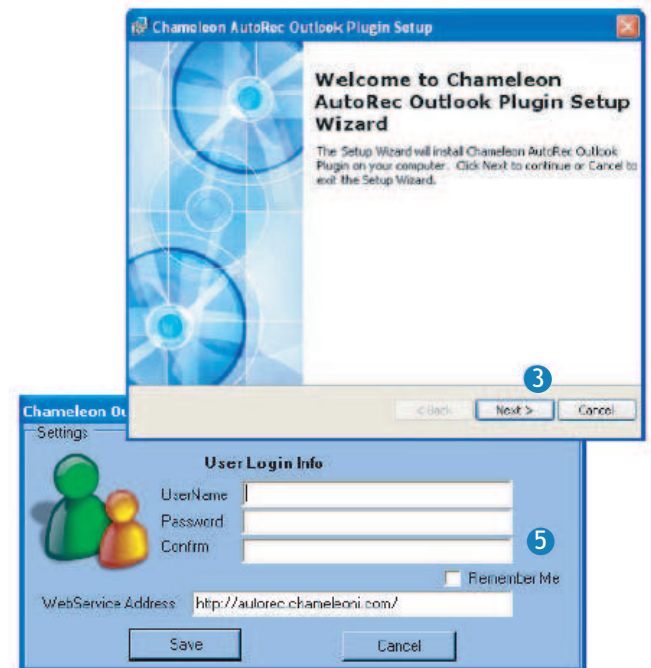 Chameleon AutoRec Outlook Plugin Setup
Welcome to Chameleon
AutoRec Outlook Plugin Setup
Wizard
The Setup Wizard will install Chameleon AutoRec Outlook
Plugin on your computer. Click Next to continue or Cancel to
exit the Setup Wizard.
3
< Back
Next >
Cancel
Chameleon Ou
Settings
User Login Info
UserName
Password
Confirm
5
Remember Me
WebService Address
http://autorec.chameleoni.com/
Save
Cancel